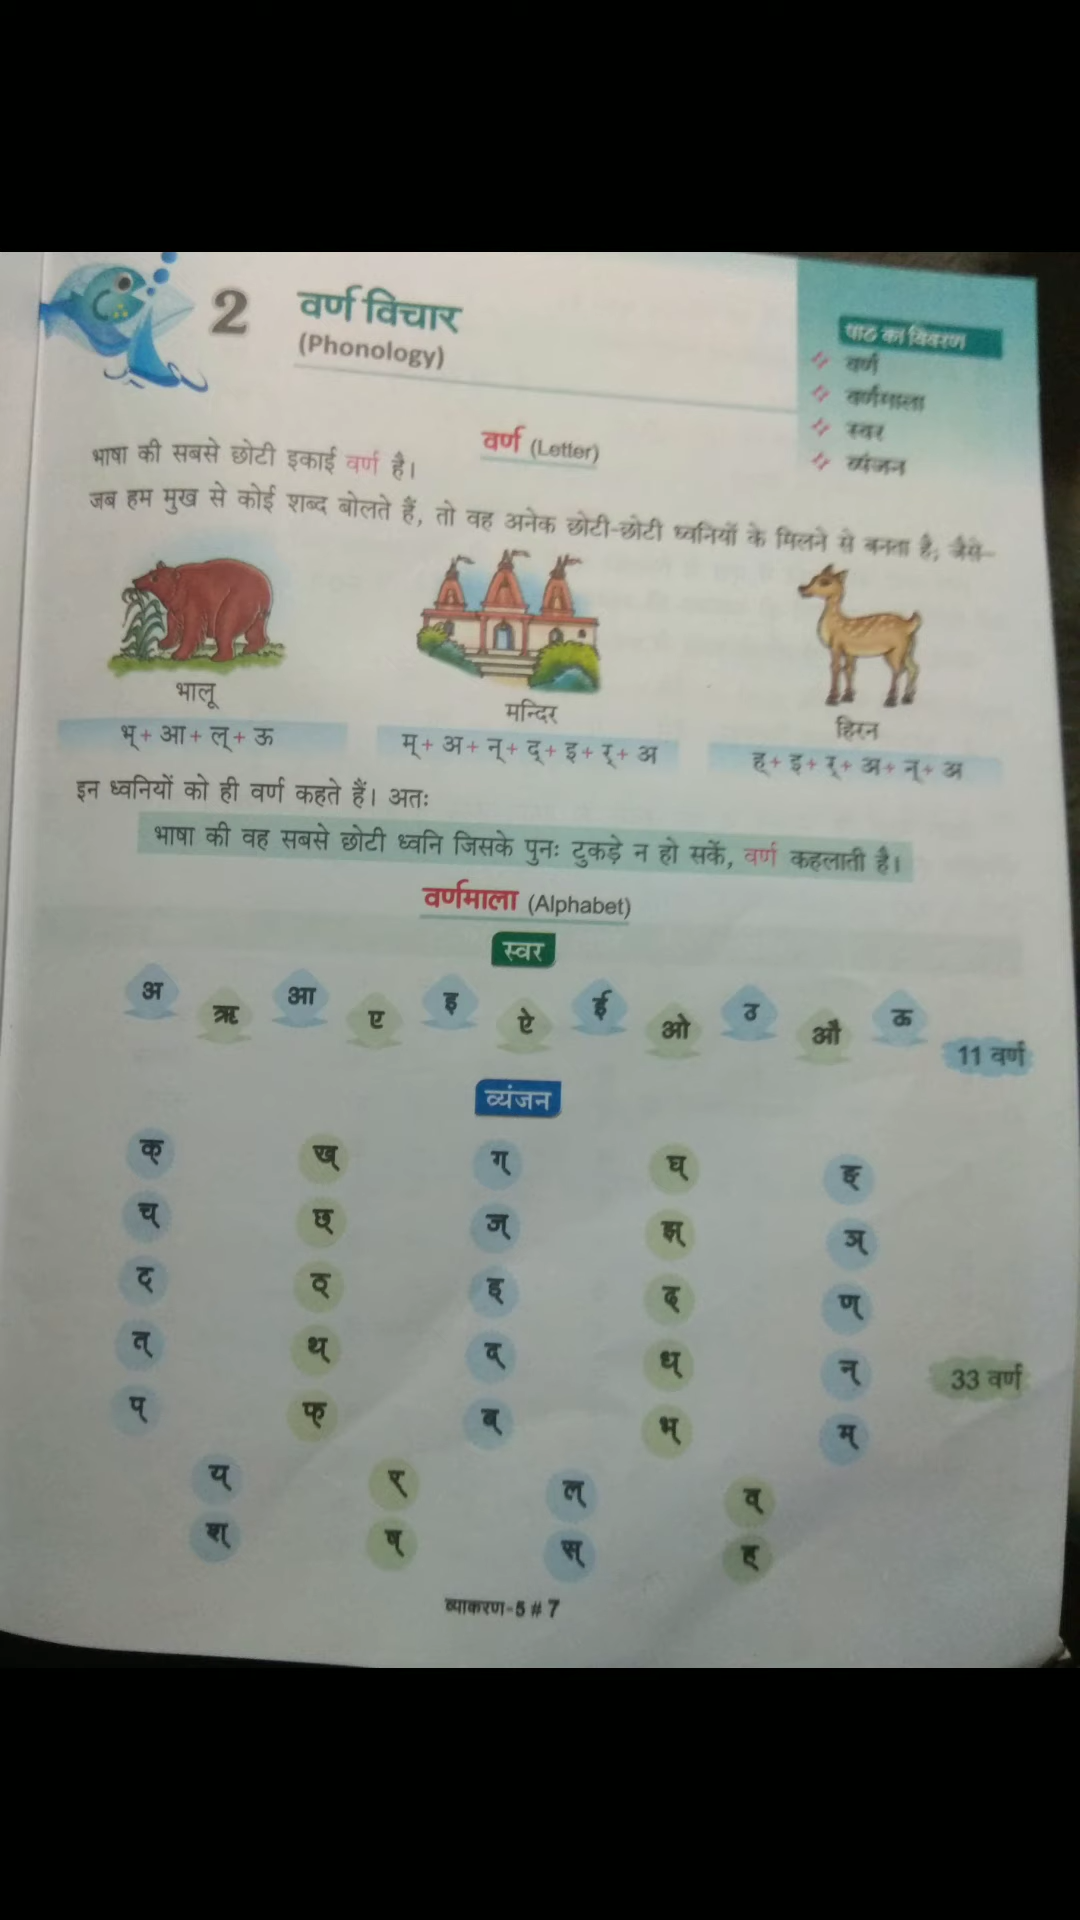 2
वर्ण विचार
(Phonology)
पाठ का विवरण
वर्ण
वर्णमाला
स्वर
व्यंजन
वर्ण (Letter)
भाषा की सबसे छोटी इकाई वर्ण है।
जब हम मुख से कोई शब्द बोलते हैं, तो वह अनेक छोटी-छोटी ध्वनियों के मिलने से बनता है; जैसे–
भालू मन्दिर हिरन
भ् + आ + ल् + ऊ म् + अ + न् + द् + इ + र् + अ ह् + इ + र् + अ + न् + अ
इन ध्वनियों को ही वर्ण कहते हैं। अतः
भाषा की वह सबसे छोटी ध्वनि जिसके पुनः टुकड़े न हो सकें, वर्ण कहलाती है।
वर्णमाला (Alphabet)
स्वर
अ आ इ ई उ ऊ
ऋ ए ऐ ओ औ
11 वर्ण
व्यंजन
क् ख् ग् घ् ङ्
च् छ् ज् झ् ञ्
ट् ठ् ड् ढ् ण्
त् थ् द् ध् न्
33 वर्ण
प् फ् ब् भ् म्
य् र् ल् व्
श् ष् स् ह्
व्याकरण-5 # 7